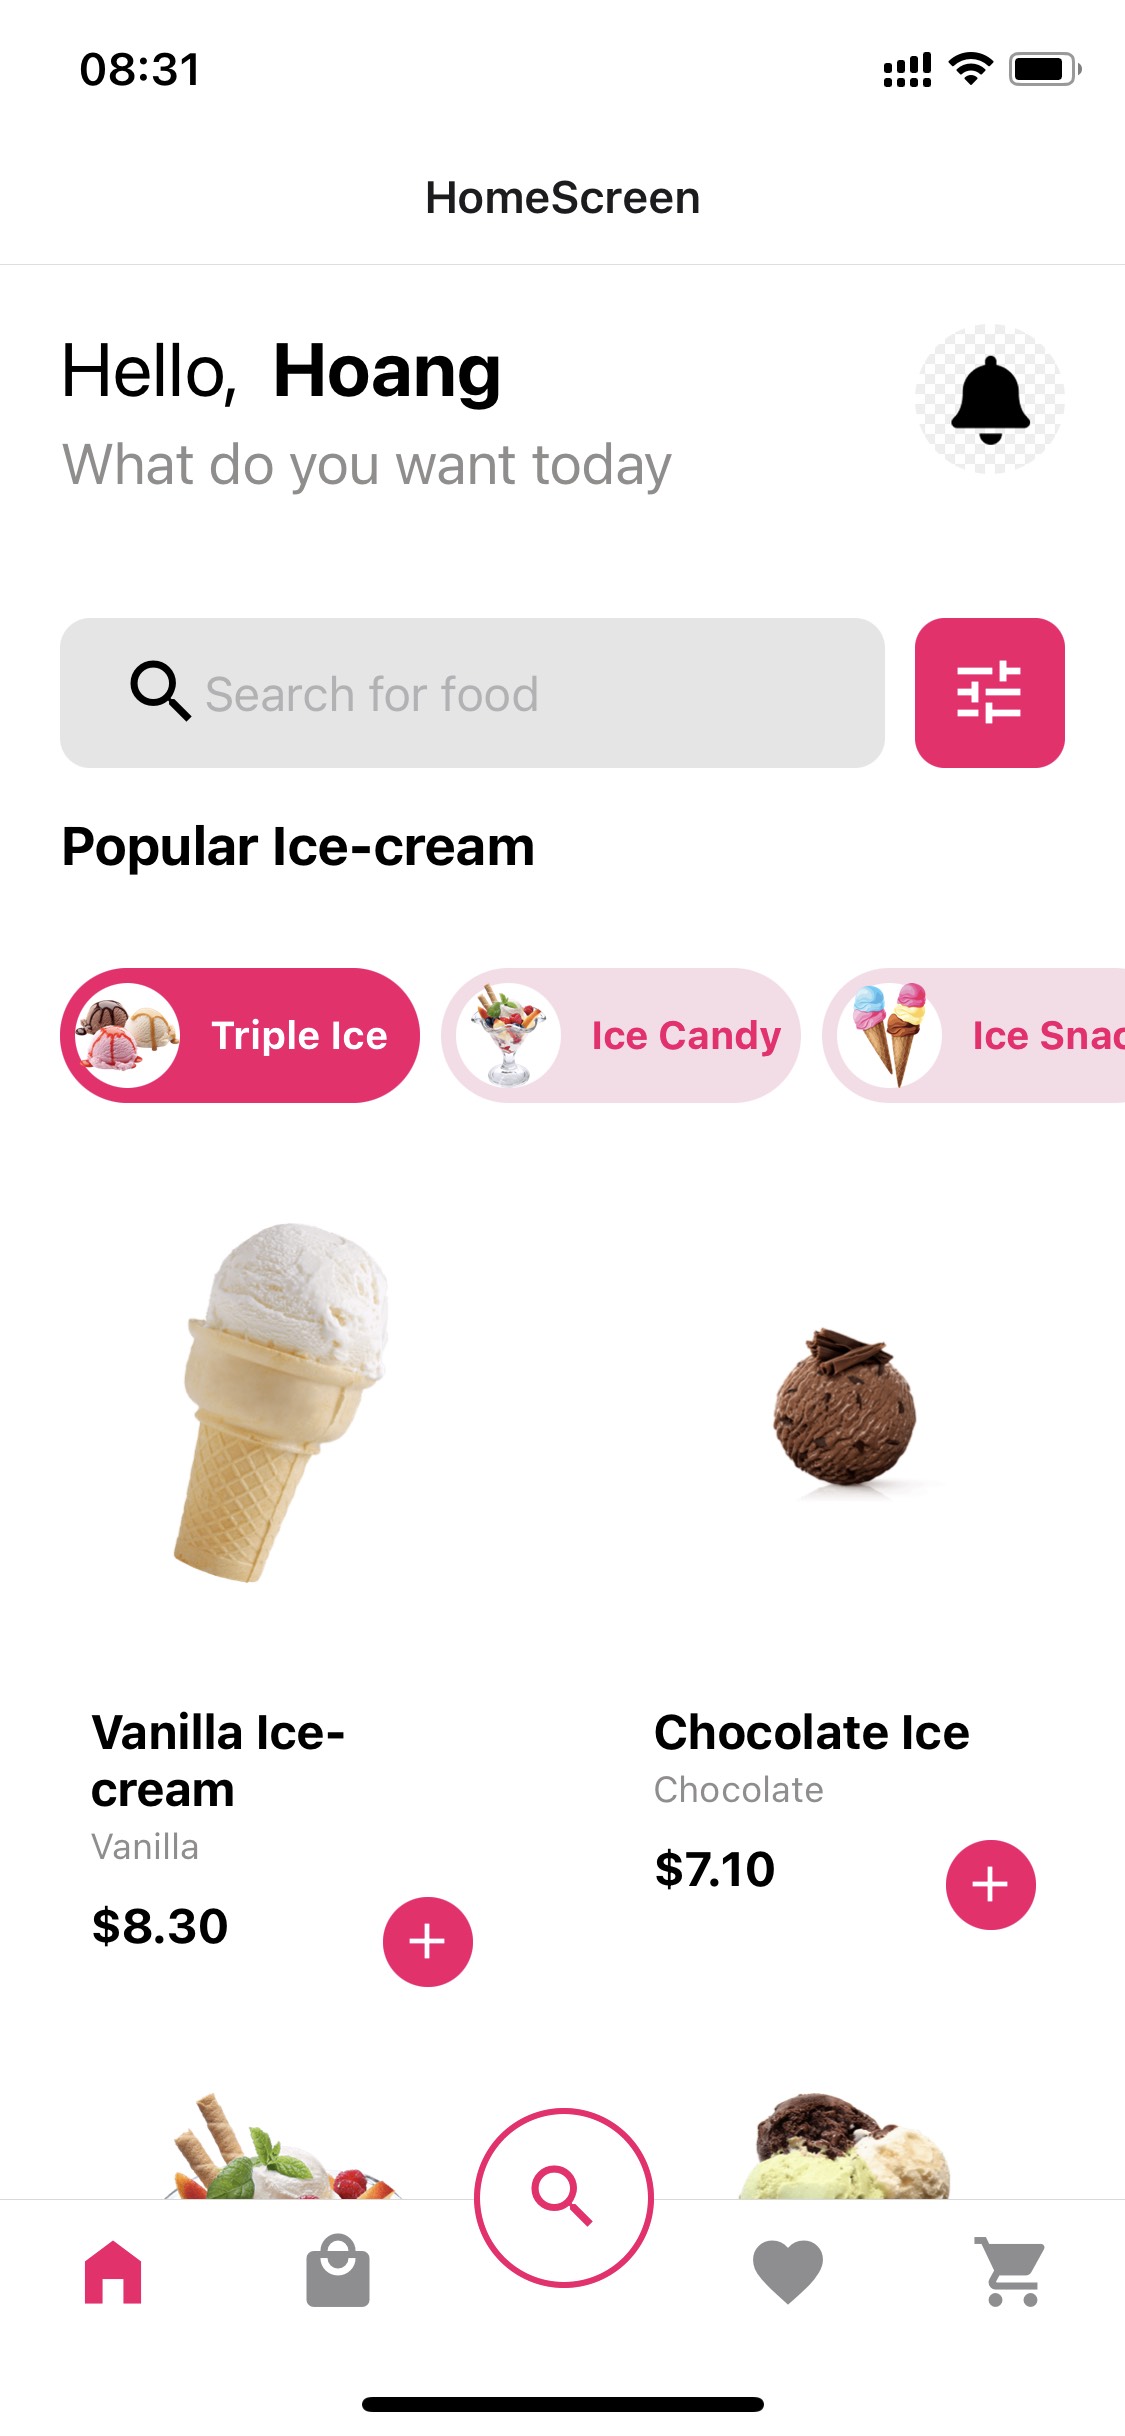 08:31
HomeScreen
Hello, Hoang
What do you want today
Search for food
Popular Ice-cream
Triple Ice
Ice Candy
Ice Snac
Vanilla Ice-
cream
Vanilla
$8.30
Chocolate Ice
Chocolate
$7.10